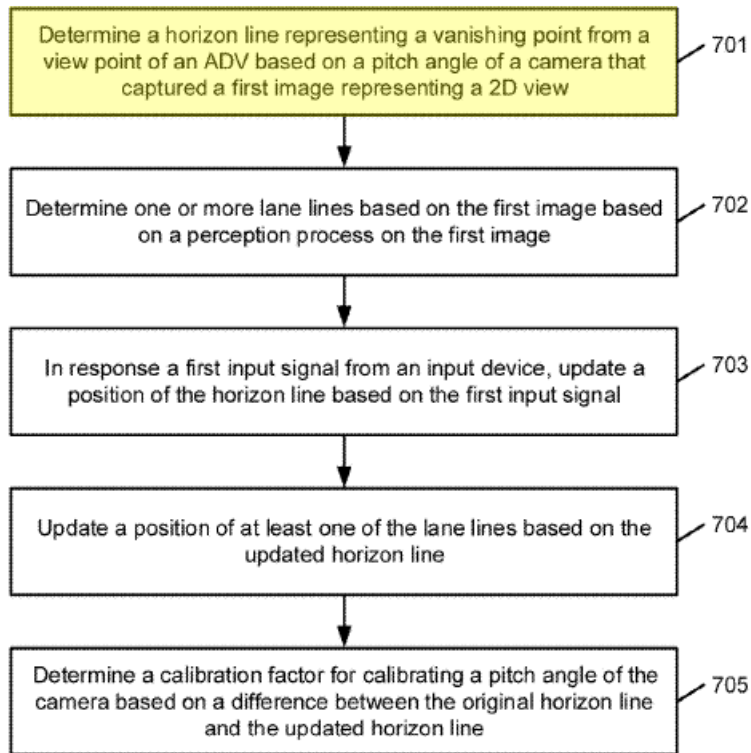 Determine a horizon line representing a vanishing point from a
view point of an ADV based on a pitch angle of a camera that
captured a first image representing a 2D view
701
Determine one or more lane lines based on the first image based
on a perception process on the first image
702
In response a first input signal from an input device, update a
position of the horizon line based on the first input signal
703
Update a position of at least one of the lane lines based on the
updated horizon line
704
Determine a calibration factor for calibrating a pitch angle of the
camera based on a difference between the original horizon line
and the updated horizon line
705